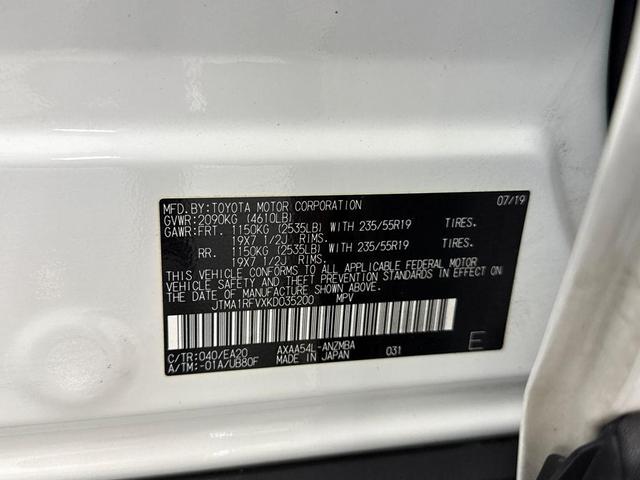 MFD.BY:TOYOTA MOTOR CORPORATION 07/19
GVWR:2090KG (4610LB)
GAWR:FRT. 1150KG (2535LB) WITH 235/55R19 TIRES.
19X7 1/2J RIMS.
RR. 1150KG (2535LB) WITH 235/55R19 TIRES.
19X7 1/2J RIMS.
THIS VEHICLE CONFORMS TO ALL APPLICABLE FEDERAL MOTOR
VEHICLE SAFETY AND THEFT PREVENTION STANDARDS IN EFFECT ON
THE DATE OF MANUFACTURE SHOWN ABOVE.
JTMA1RFVXKD035200 MPV
C/TR:040/EA20 AXAA54L-ANZMBA 031 E
A/TM:-01A/UB80F MADE IN JAPAN